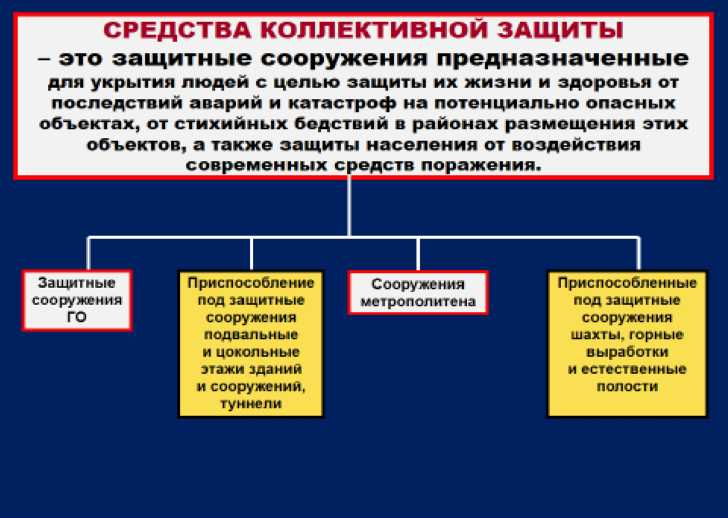 СРЕДСТВА КОЛЛЕКТИВНОЙ ЗАЩИТЫ
– это защитные сооружения предназначенные
для укрытия людей с целью защиты их жизни и здоровья от
последствий аварий и катастроф на потенциально опасных
объектах, от стихийных бедствий в районах размещения этих
объектов, а также защиты населения от воздействия
современных средств поражения.
Защитные
сооружения
ГО
Приспособление
под защитные
сооружения
подвальные
и цокольные
этажи зданий
и сооружений,
туннели
Сооружения
метрополитена
Приспособленные
под защитные
сооружения
шахты, горные
выработки
и естественные
полости